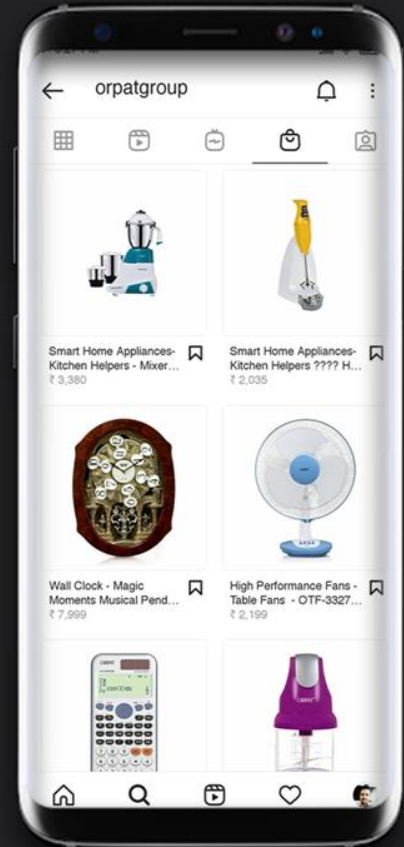 orpatgroup
Smart Home Appliances-
Kitchen Helpers - Mixer...
₹ 3,380
Smart Home Appliances-
Kitchen Helpers ???? H...
₹ 2,035
Wall Clock - Magic
Moments Musical Pend...
₹ 7,999
High Performance Fans -
Table Fans - OTF-3327...
₹ 2,199